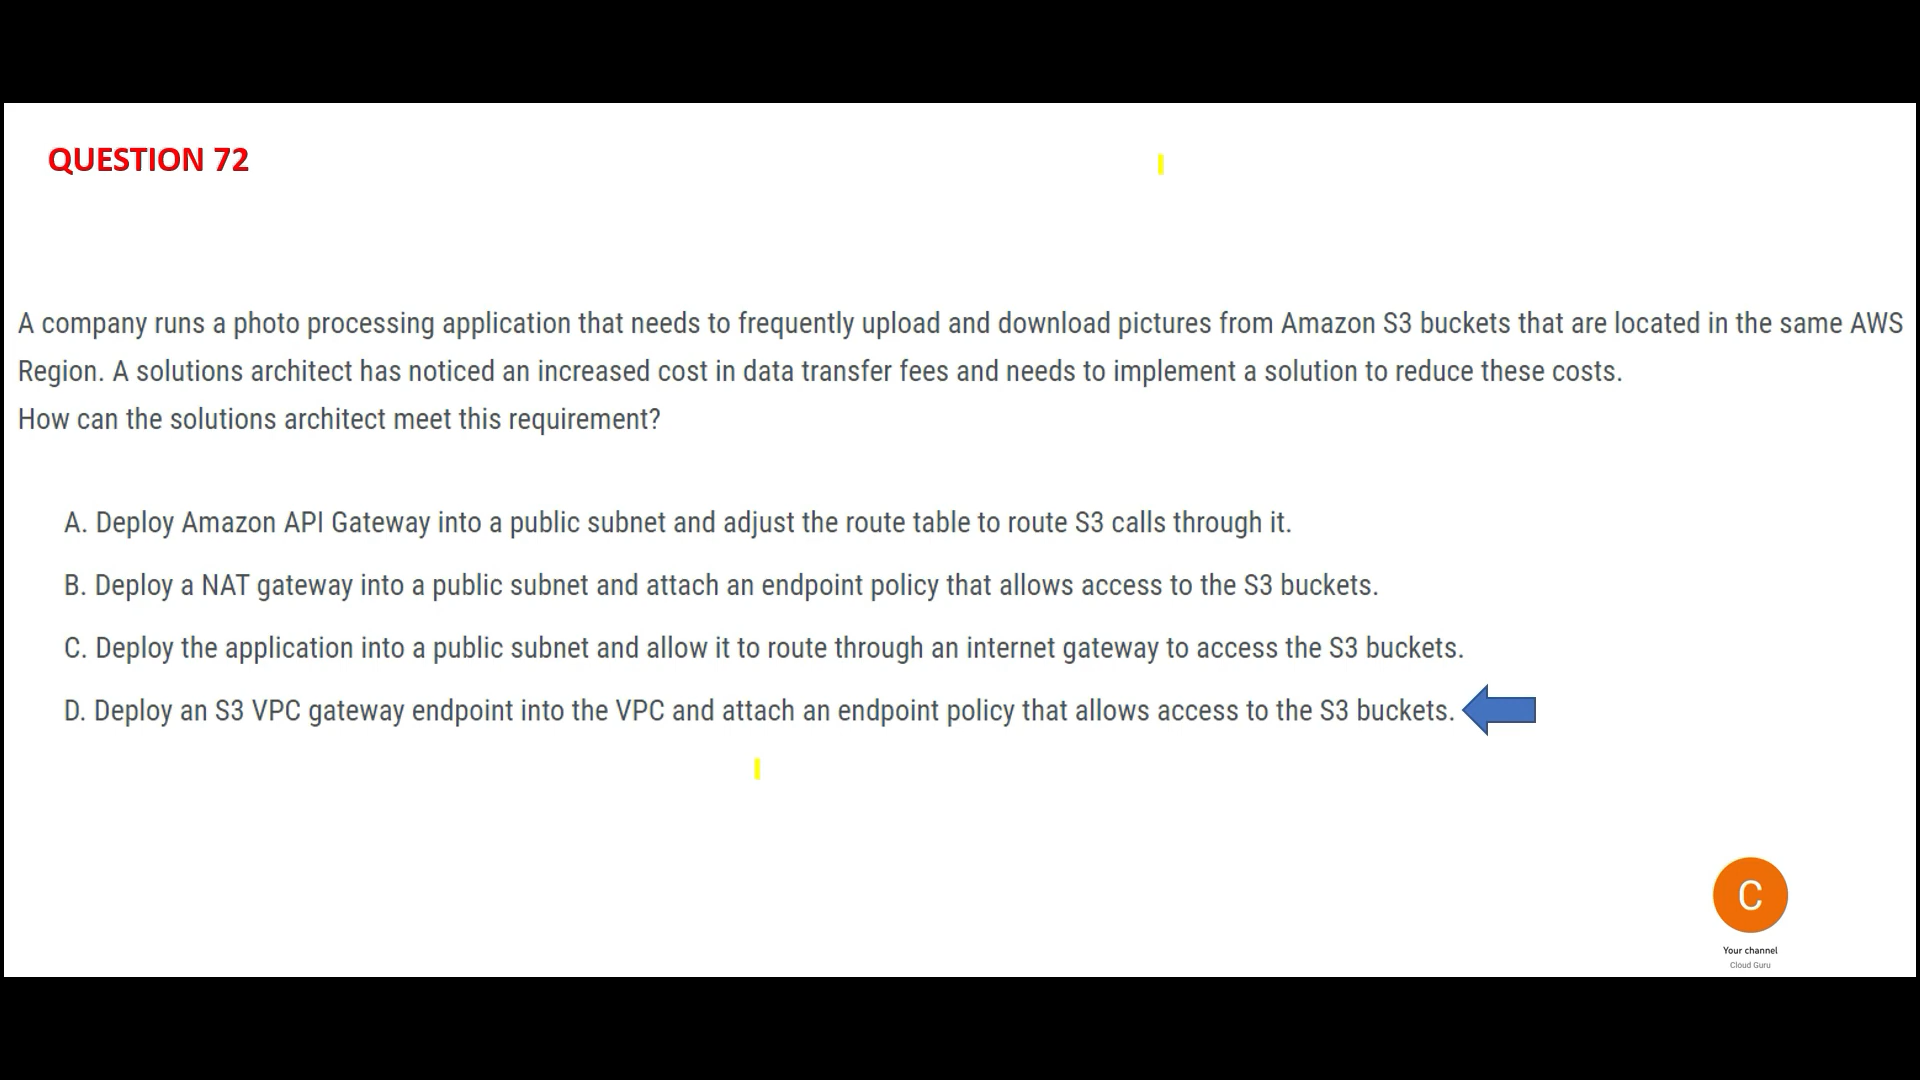 QUESTION 72
A company runs a photo processing application that needs to frequently upload and download pictures from Amazon S3 buckets that are located in the same AWS
Region. A solutions architect has noticed an increased cost in data transfer fees and needs to implement a solution to reduce these costs.
How can the solutions architect meet this requirement?
A. Deploy Amazon API Gateway into a public subnet and adjust the route table to route S3 calls through it.
B. Deploy a NAT gateway into a public subnet and attach an endpoint policy that allows access to the S3 buckets.
C. Deploy the application into a public subnet and allow it to route through an internet gateway to access the S3 buckets.
D. Deploy an S3 VPC gateway endpoint into the VPC and attach an endpoint policy that allows access to the S3 buckets.
C
Your channel
Cloud Guru